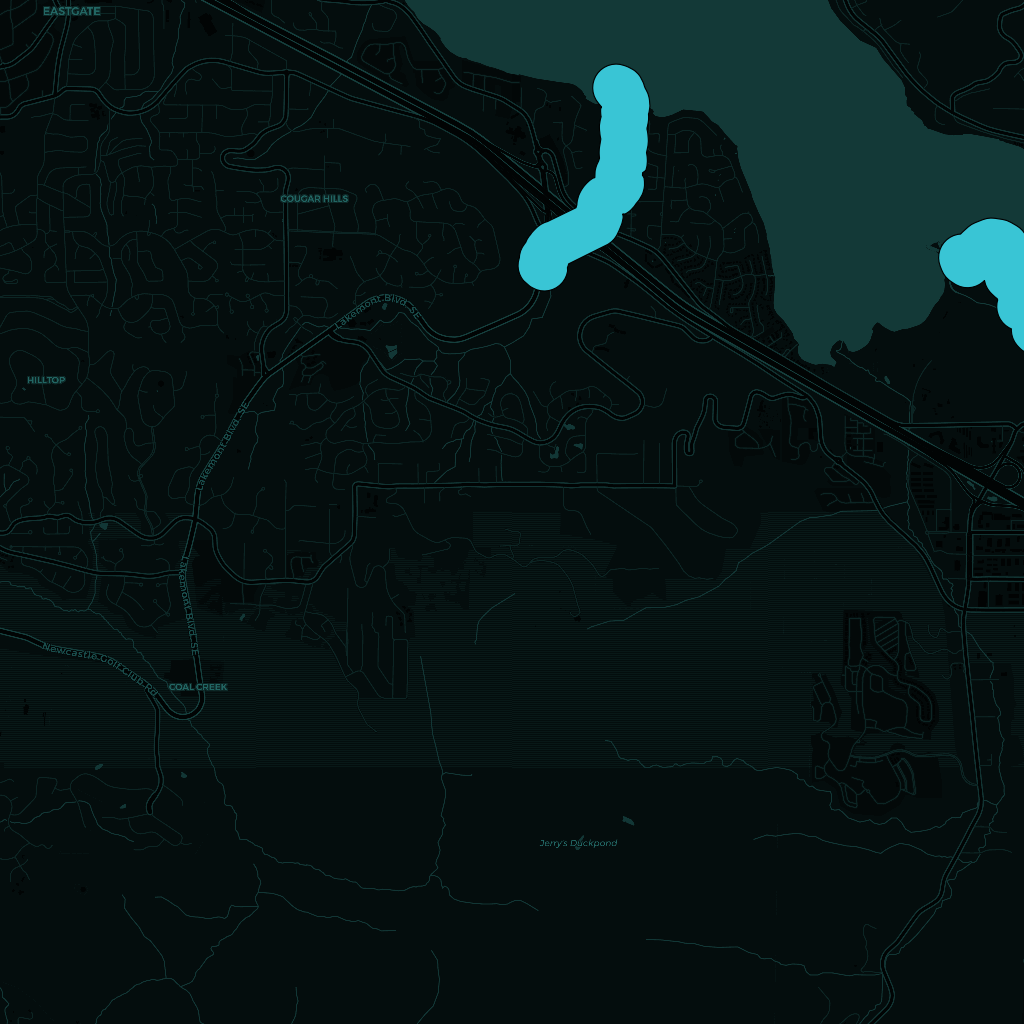 EASTGATE
COUGAR HILLS
Lakemont Blvd SE
HILLTOP
Lakemont Blvd SE
Lakemont Blvd SE
Newcastle Golf Club Rd
COAL CREEK
Jerry's Duckpond